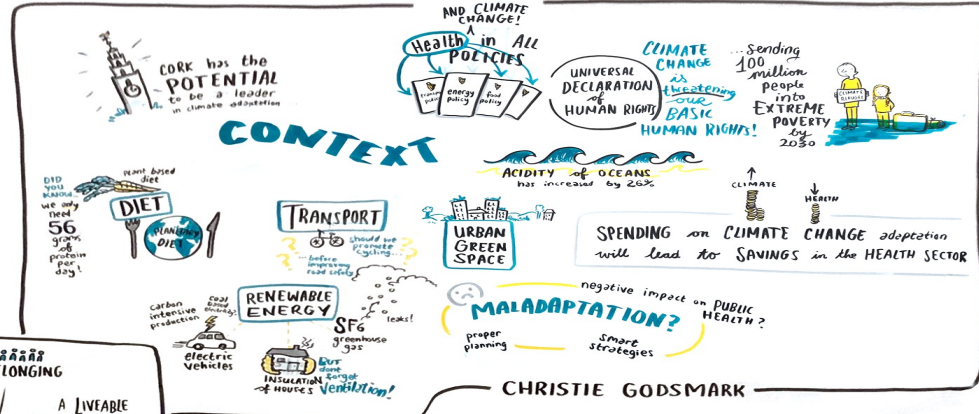 CORK has the
POTENTIAL
to be a leader
in climate adaptation
AND CLIMATE
CHANGE!
Health in ALL
POLICIES
energy
policy
food
policy
UNIVERSAL
DECLARATION
of
HUMAN RIGHTS
CLIMATE
CHANGE
is
threatening
our
BASIC
HUMAN RIGHTS!
...sending
100
million
people
into
EXTREME
POVERTY
by
2030
CLIMATE
REFUGEE
CONTEXT
ACIDITY of OCEANS
has increased by 26%
DID
YOU
KNOW...
we only
need
56
grams
of
protein
per
day!
plant based
diet
DIET
PLANETARY
DIET
TRANSPORT
should we
promote
cycling...
...before
improving
road safety
? ? ? ?
URBAN
GREEN
SPACE
CLIMATE
HEALTH
SPENDING on CLIMATE CHANGE adaptation
will lead to SAVINGS in the HEALTH SECTOR
RENEWABLE
ENERGY
carbon
intensive
production
coal
based
electricity?
electric
vehicles
SF6
greenhouse
gas
leaks!
INSULATION
of HOUSES
BUT
dont
forget
Ventilation!
MALADAPTATION?
negative impact on PUBLIC
HEALTH?
proper
planning
smart
strategies
CHRISTIE GODSMARK
LONGING
A LIVEABLE